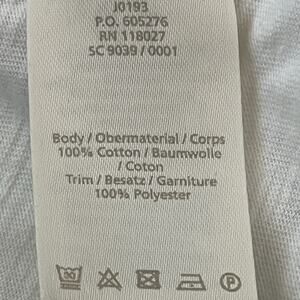 J0193
P.O. 605276
RN 118027
SC 9039 / 0001
Body / Obermaterial / Corps
100% Cotton / Baumwolle
/ Coton
Trim / Besatz / Garniture
100% Polyester
P